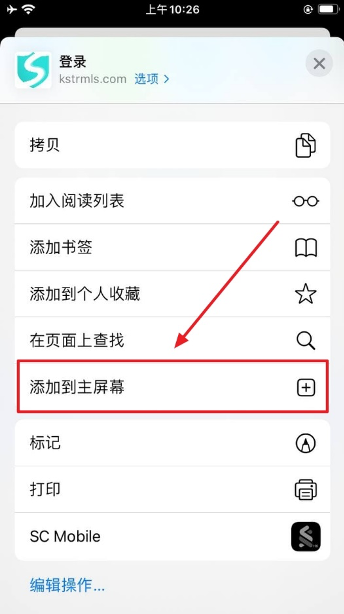 上午10:26
登录
kstrmls.com 选项 >
拷贝
加入阅读列表
添加书签
添加到个人收藏
在页面上查找
添加到主屏幕
标记
打印
SC Mobile
编辑操作...